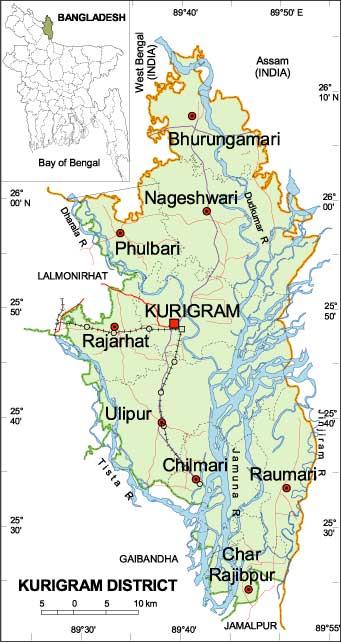 89°40'
89°50' E
BANGLADESH
Bay of Bengal
West Bengal
(INDIA)
Assam
(INDIA)
26°
10' N
Bhurungamari
26°
00' N
26°
00'
Nageshwari
Dharala R
Dudkumar R
Phulbari
LALMONIRHAT
25°
50'
25°
50'
KURIGRAM
Rajarhat
25°
40'
25°
40'
Ulipur
Jinjiram R
Tista R
Chilmari
Jamuna R
Raumari
25°
30'
25°
30'
GAIBANDHA
Char
Rajibpur
KURIGRAM DISTRICT
5 0 5 10 km
JAMALPUR
89°30'
89°40'
89°55'